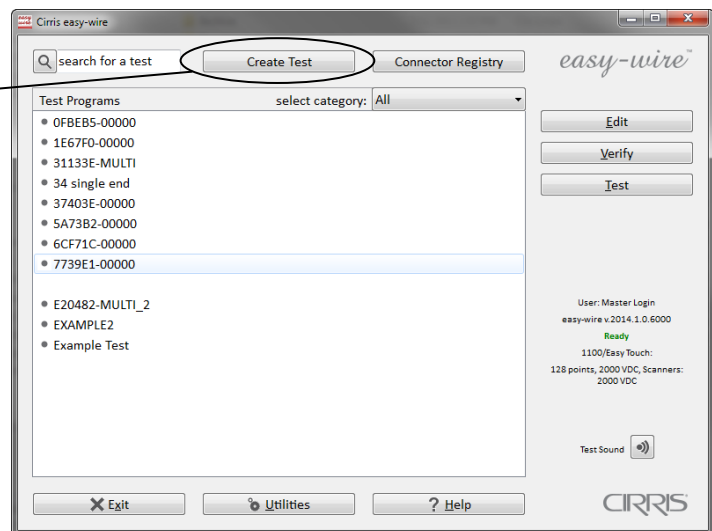 Cirris easy-wire
search for a test
Create Test
Connector Registry
easy-wire™
Test Programs
select category: All
0FBEB5-00000
1E67F0-00000
31133E-MULTI
34 single end
37403E-00000
5A73B2-00000
6CF71C-00000
7739E1-00000
E20482-MULTI_2
EXAMPLE2
Example Test
Edit
Verify
Test
User: Master Login
easy-wire v.2014.1.0.6000
Ready
1100/Easy Touch:
128 points, 2000 VDC, Scanners:
2000 VDC
Test Sound
Exit
Utilities
? Help
CIRRIS